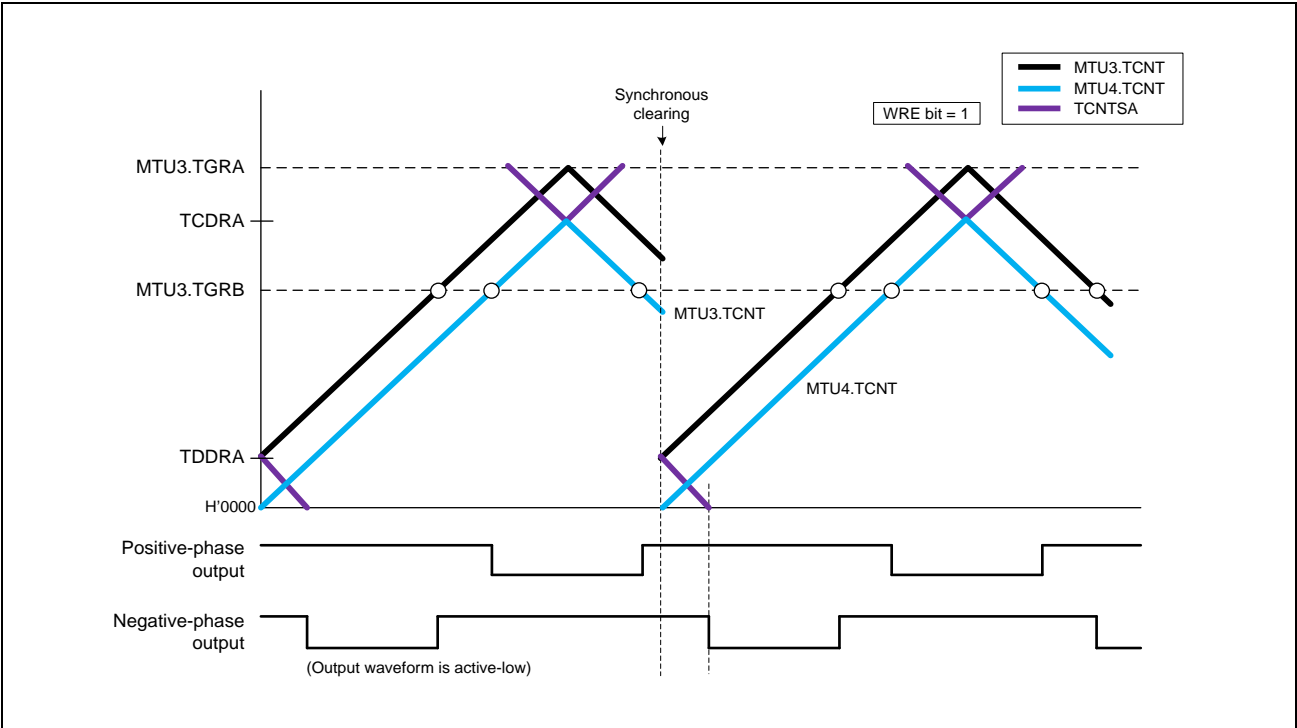 MTU3.TCNT
MTU4.TCNT
TCNTSA
Synchronous
clearing
WRE bit = 1
MTU3.TGRA
TCDRA
MTU3.TGRB
MTU3.TCNT
MTU4.TCNT
TDDRA
H'0000
Positive-phase
output
Negative-phase
output
(Output waveform is active-low)